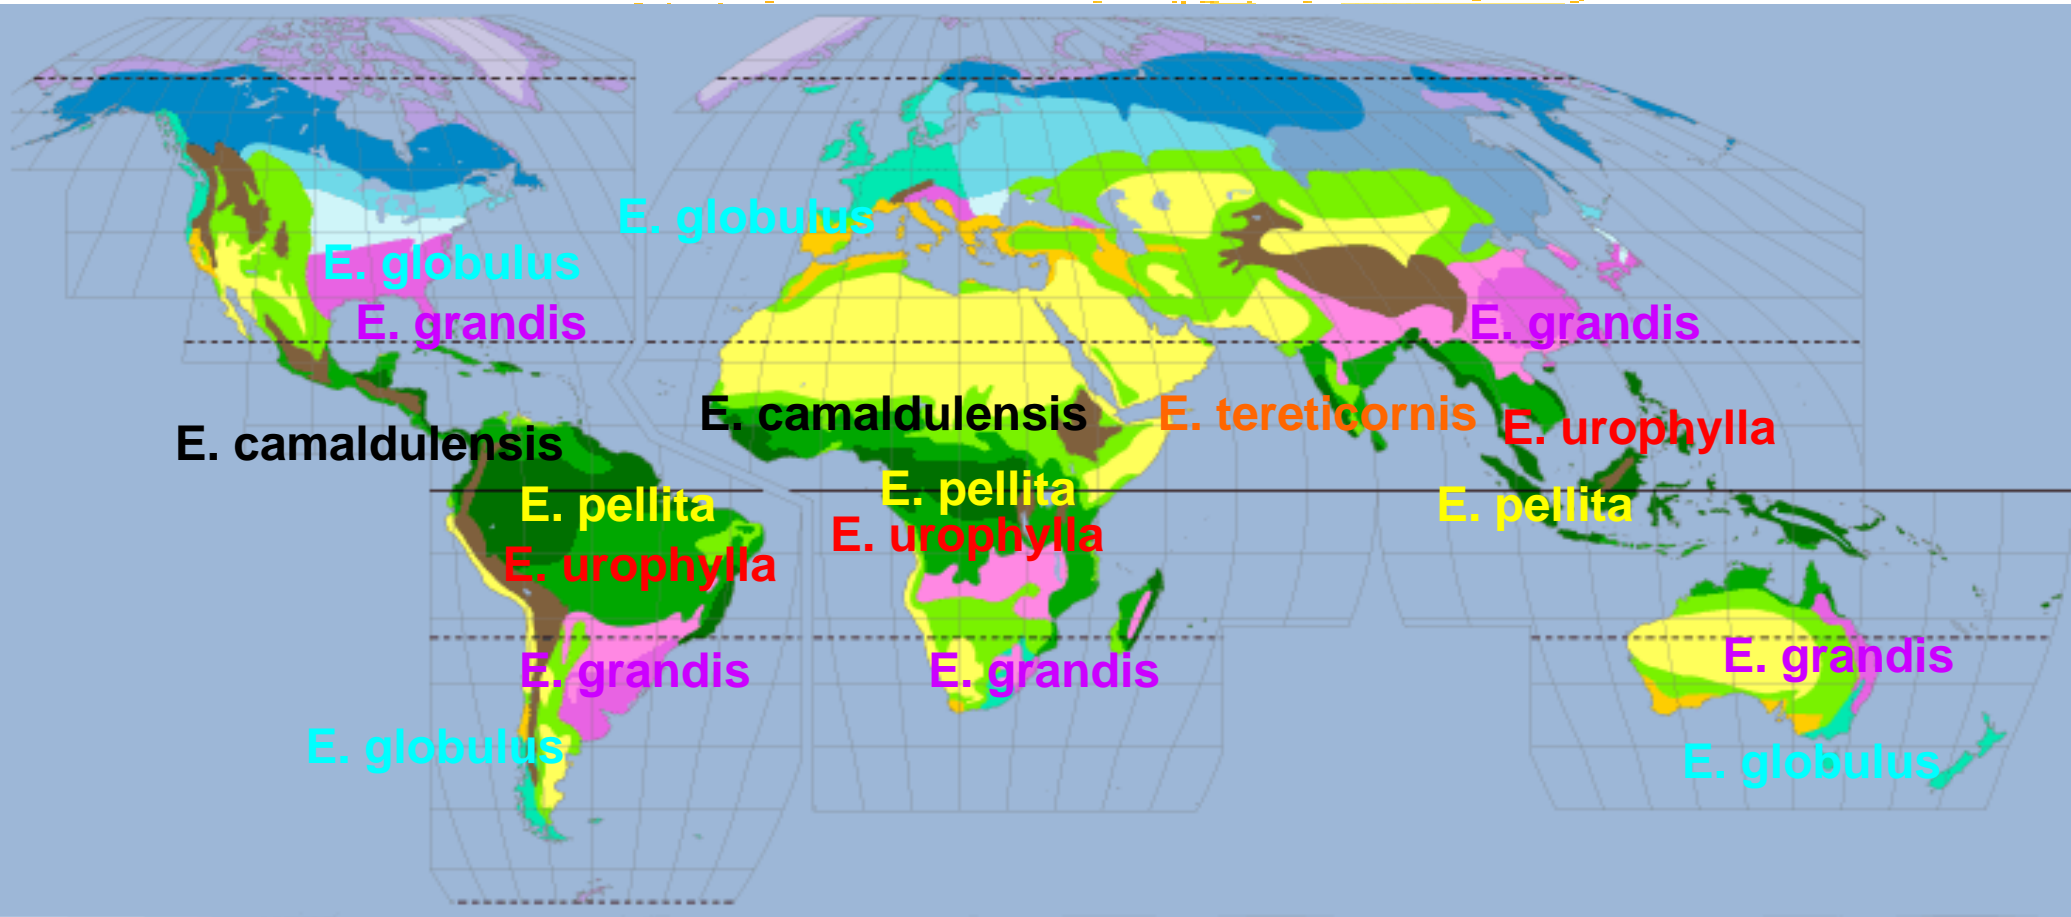 E. globulus
E. globulus
E. grandis
E. grandis
E. camaldulensis
E. tereticornis
E. urophylla
E. camaldulensis
E. pellita
E. pellita
E. pellita
E. urophylla
E. urophylla
E. grandis
E. grandis
E. grandis
E. globulus
E. globulus